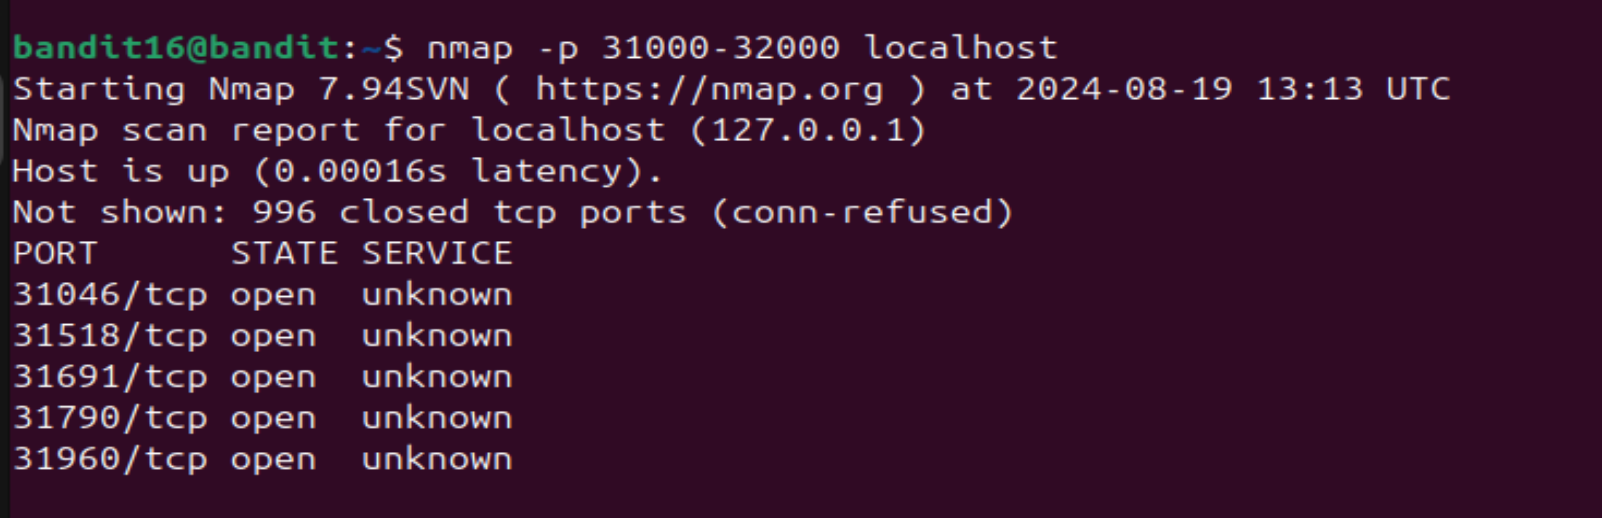 bandit16@bandit:~$ nmap -p 31000-32000 localhost
Starting Nmap 7.94SVN ( https://nmap.org ) at 2024-08-19 13:13 UTC
Nmap scan report for localhost (127.0.0.1)
Host is up (0.00016s latency).
Not shown: 996 closed tcp ports (conn-refused)
PORT      STATE SERVICE
31046/tcp open  unknown
31518/tcp open  unknown
31691/tcp open  unknown
31790/tcp open  unknown
31960/tcp open  unknown